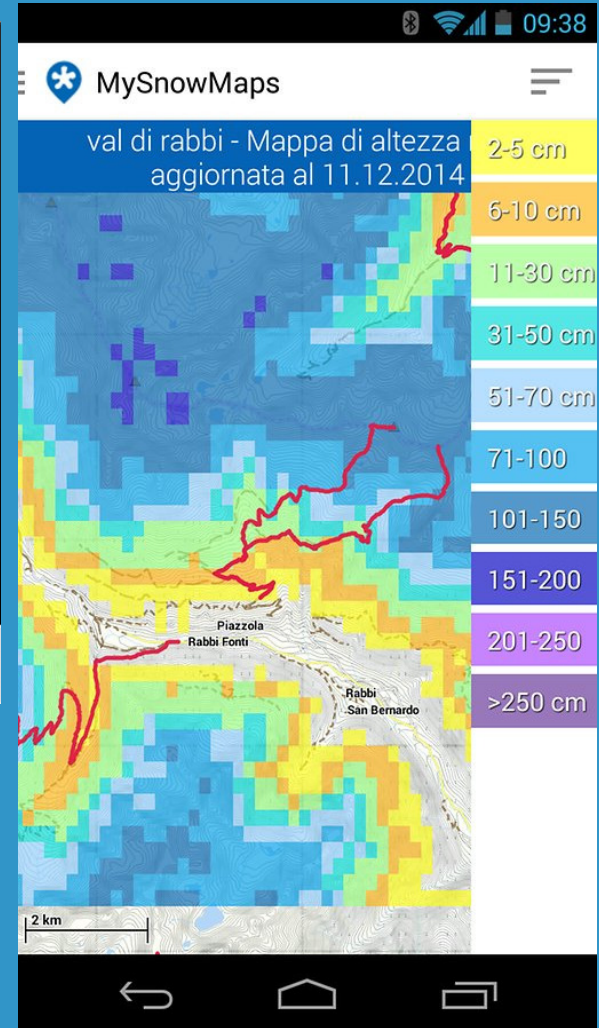 09:38
MySnowMaps
val di rabbi - Mappa di altezza
aggiornata al 11.12.2014
2-5 cm
6-10 cm
11-30 cm
31-50 cm
51-70 cm
71-100
101-150
151-200
201-250
>250 cm
Piazzola
Rabbi Fonti
Rabbi
San Bernardo
2 km